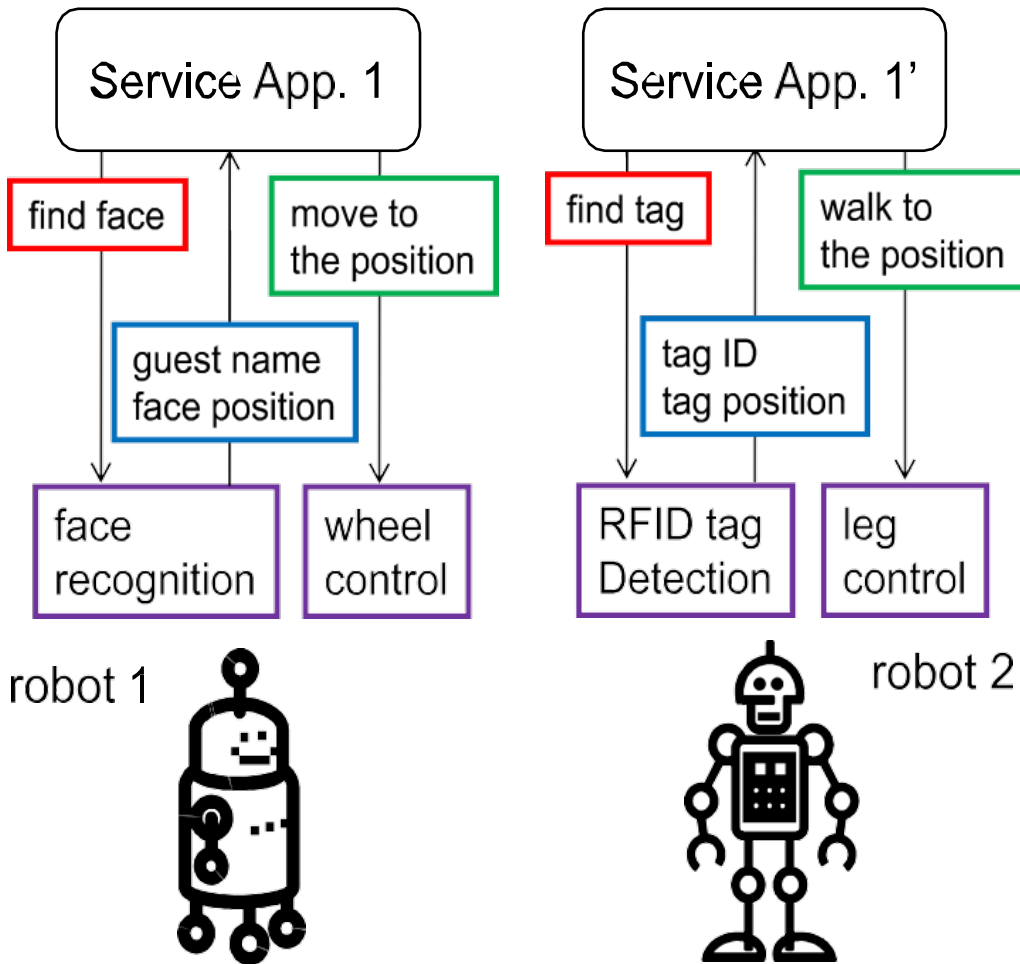 Service App. 1
find face
move to
the position
guest name
face position
face
recognition
wheel
control
robot 1
Service App. 1’
find tag
walk to
the position
tag ID
tag position
RFID tag
Detection
leg
control
robot 2